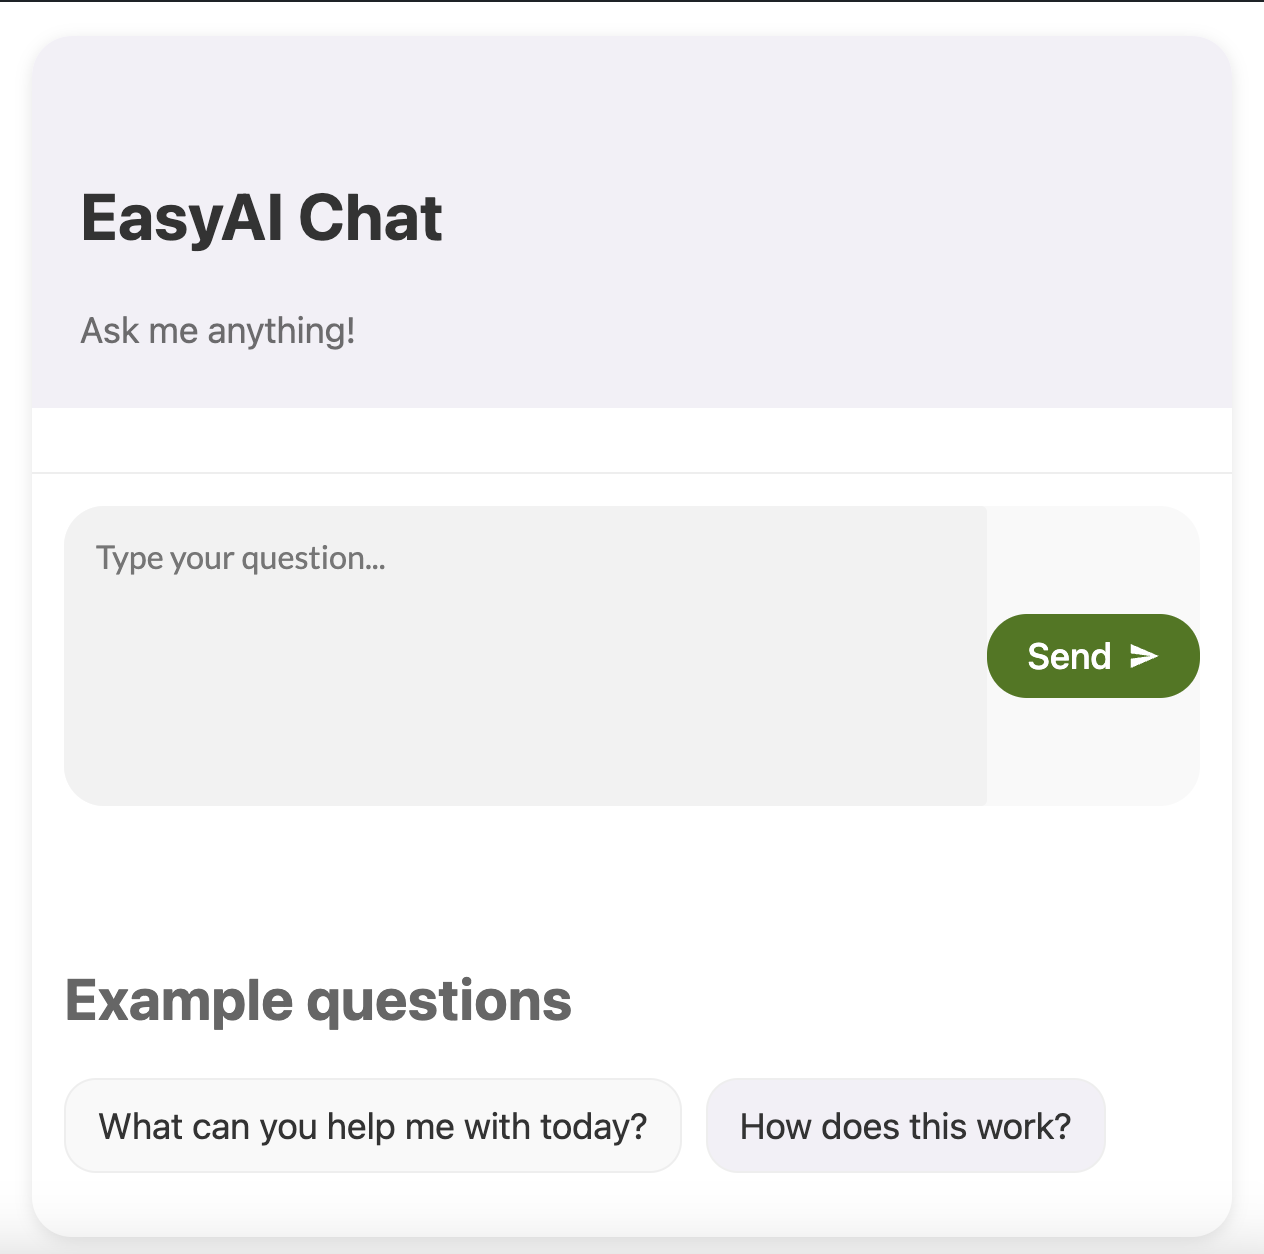 EasyAI Chat
Ask me anything!
Type your question...
Send
Example questions
What can you help me with today?
How does this work?